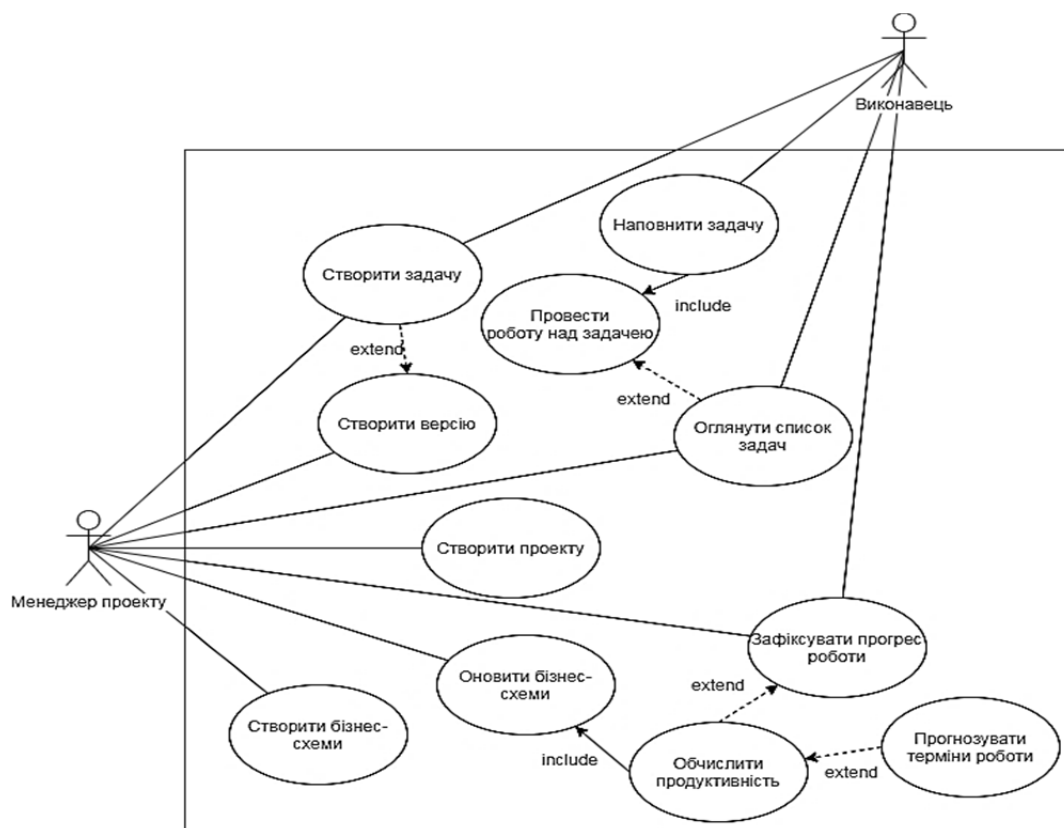 Виконавець
Наповнити задачу
Створити задачу
Провести
роботу над задачею
include
extend
extend
Створити версію
Оглянути список
задач
Створити проекту
Менеджер проекту
Зафіксувати прогрес
роботи
Оновити бізнес-
схеми
extend
Створити бізнес-
схеми
include
Обчислити
продуктивність
extend
Прогнозувати
терміни роботи